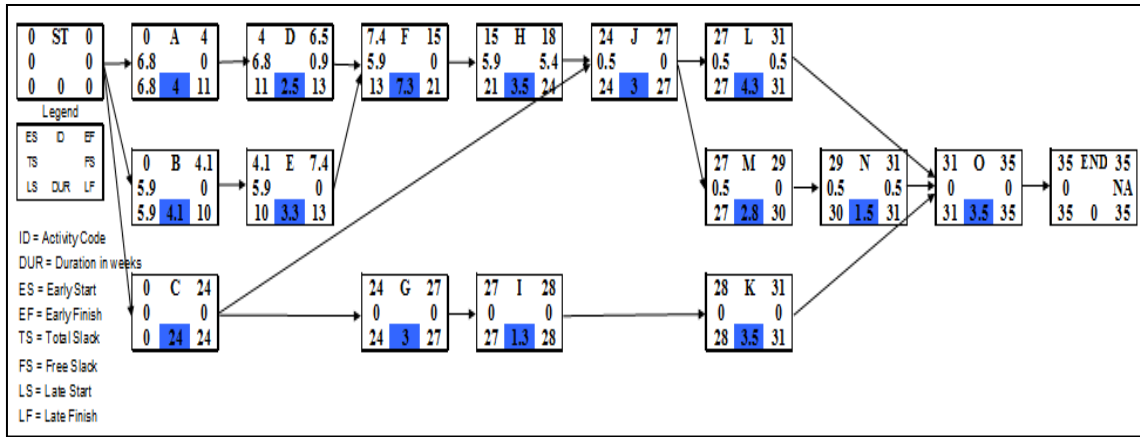 0 ST 0
0 0
0 0 0
0 A 4
6.8 0
6.8 4 11
4 D 6.5
6.8 0.9
11 2.5 13
7.4 F 15
5.9 0
13 7.3 21
15 H 18
5.9 5.4
21 3.5 24
24 J 27
0.5 0
24 3 27
27 L 31
0.5 0.5
27 4.3 31
Legend
ES ID EF
TS FS
LS DUR LF
0 B 4.1
5.9 0
5.9 4.1 10
4.1 E 7.4
5.9 0
10 3.3 13
27 M 29
0.5 0
27 2.8 30
29 N 31
0.5 0.5
30 1.5 31
31 O 35
0 0
31 3.5 35
35 END 35
0 NA
35 0 35
ID = Activity Code
DUR = Duration in weeks
ES = Early Start
EF = Early Finish
TS = Total Slack
FS = Free Slack
LS = Late Start
LF = Late Finish
0 C 24
0 0
0 24 24
24 G 27
0 0
24 3 27
27 I 28
0 0
27 1.3 28
28 K 31
0 0
28 3.5 31